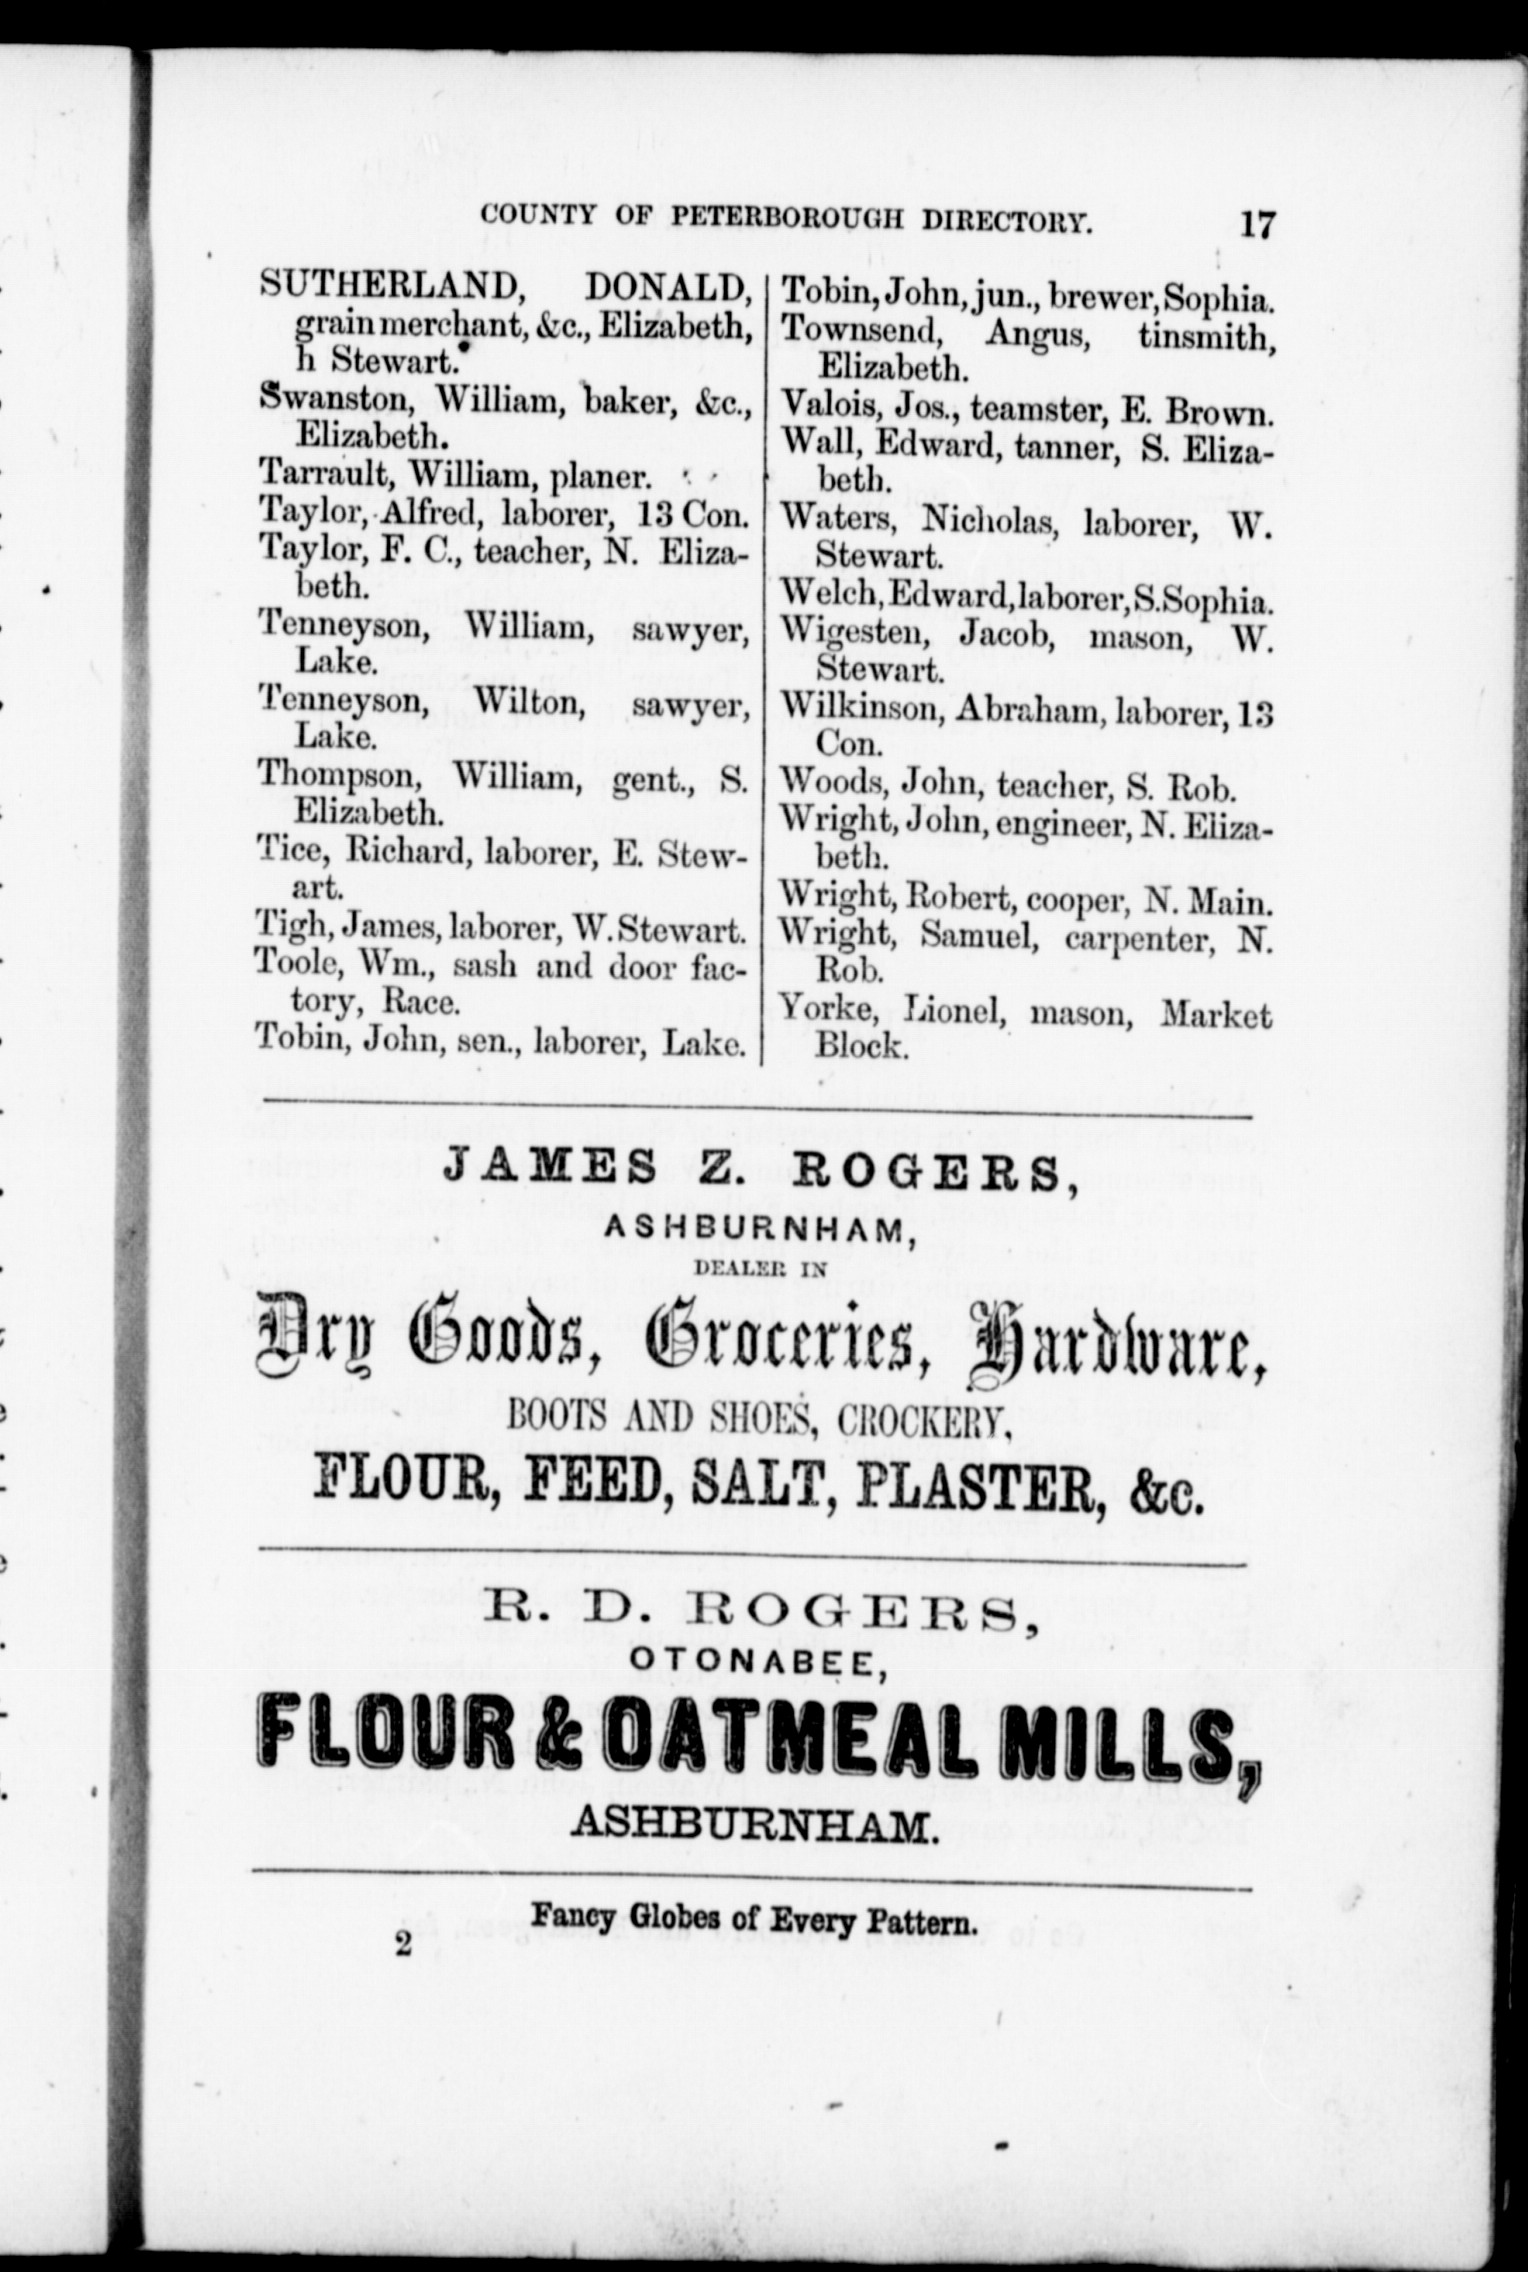 COUNTY OF PETERBOROUGH DIRECTORY. 17
SUTHERLAND, DONALD,
grain merchant, &c., Elizabeth,
h Stewart.
Swanston, William, baker, &c.,
Elizabeth.
Tarrault, William, planer.
Taylor, Alfred, laborer, 13 Con.
Taylor, F. C., teacher, N. Eliza-
beth.
Tenneyson, William, sawyer,
Lake.
Tenneyson, Wilton, sawyer,
Lake.
Thompson, William, gent., S.
Elizabeth.
Tice, Richard, laborer, E. Stew-
art.
Tigh, James, laborer, W. Stewart.
Toole, Wm., sash and door fac-
tory, Race.
Tobin, John, sen., laborer, Lake.
Tobin, John, jun., brewer, Sophia.
Townsend, Angus, tinsmith,
Elizabeth.
Valois, Jos., teamster, E. Brown.
Wall, Edward, tanner, S. Eliza-
beth.
Waters, Nicholas, laborer, W.
Stewart.
Welch, Edward, laborer, S. Sophia.
Wigesten, Jacob, mason, W.
Stewart.
Wilkinson, Abraham, laborer, 13
Con.
Woods, John, teacher, S. Rob.
Wright, John, engineer, N. Eliza-
beth.
Wright, Robert, cooper, N. Main.
Wright, Samuel, carpenter, N.
Rob.
Yorke, Lionel, mason, Market
Block.
JAMES Z. ROGERS,
ASHBURNHAM,
DEALER IN
Dry Goods, Groceries, Hardware,
BOOTS AND SHOES, CROCKERY,
FLOUR, FEED, SALT, PLASTER, &c.
R. D. ROGERS,
OTONABEE,
FLOUR & OATMEAL MILLS,
ASHBURNHAM.
Fancy Globes of Every Pattern.
2